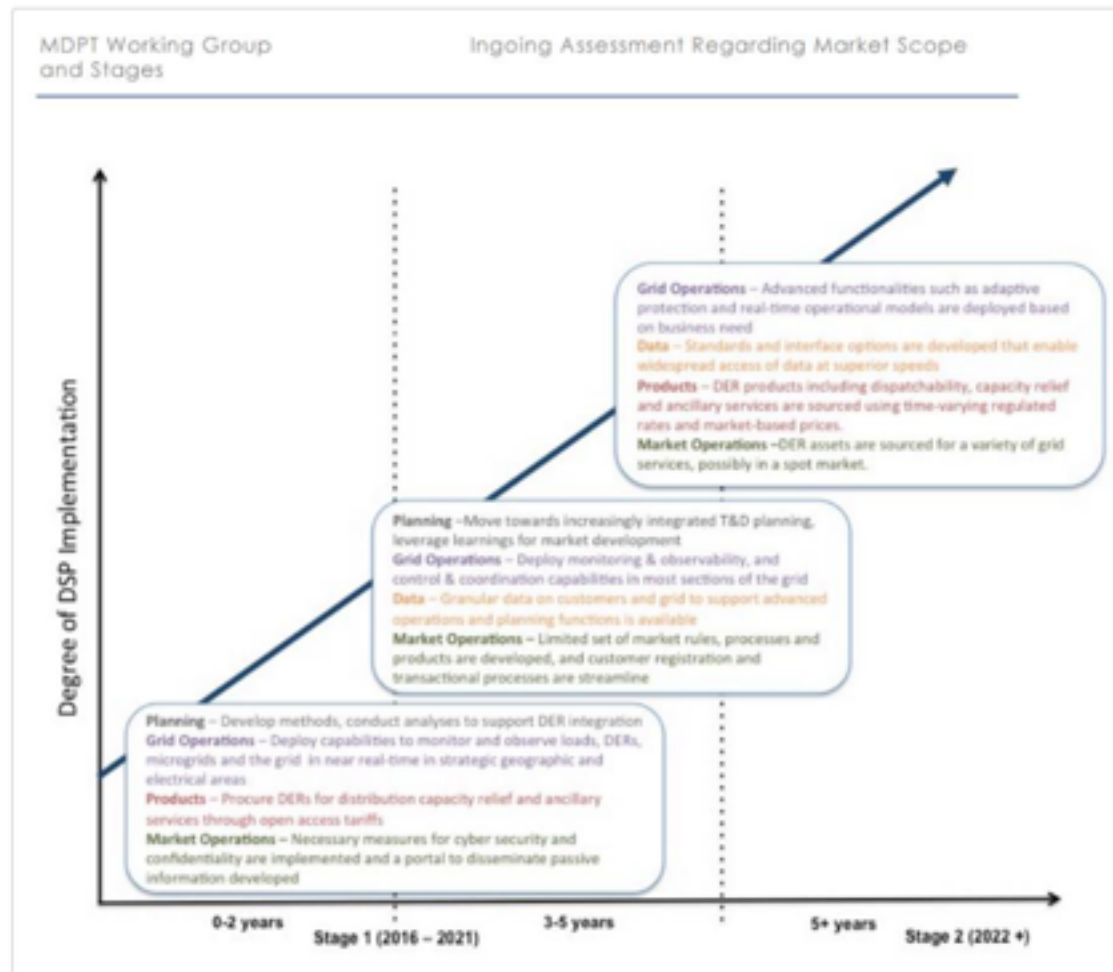 MDPT Working Group
and Stages
Ingoing Assessment Regarding Market Scope
Degree of DSP Implementation
Grid Operations – Advanced functionalities such as adaptive
protection and real-time operational models are deployed based
on business need
Data – Standards and interface options are developed that enable
widespread access of data at superior speeds
Products – DER products including dispatchability, capacity relief
and ancillary services are sourced using time-varying regulated
rates and market-based prices.
Market Operations –DER assets are sourced for a variety of grid
services, possibly in a spot market.
Planning –Move towards increasingly integrated T&D planning,
leverage learnings for market development
Grid Operations – Deploy monitoring & observability, and
control & coordination capabilities in most sections of the grid
Data – Granular data on customers and grid to support advanced
operations and planning functions is available
Market Operations – Limited set of market rules, processes and
products are developed, and customer registration and
transactional processes are streamline
Planning – Develop methods, conduct analyses to support DER integration
Grid Operations – Deploy capabilities to monitor and observe loads, DERs,
microgrids and the grid in near real-time in strategic geographic and
electrical areas
Products – Procure DERs for distribution capacity relief and ancillary
services through open access tariffs
Market Operations – Necessary measures for cyber security and
confidentiality are implemented and a portal to disseminate passive
information developed
0-2 years
3-5 years
5+ years
Stage 1 (2016 – 2021)
Stage 2 (2022 +)